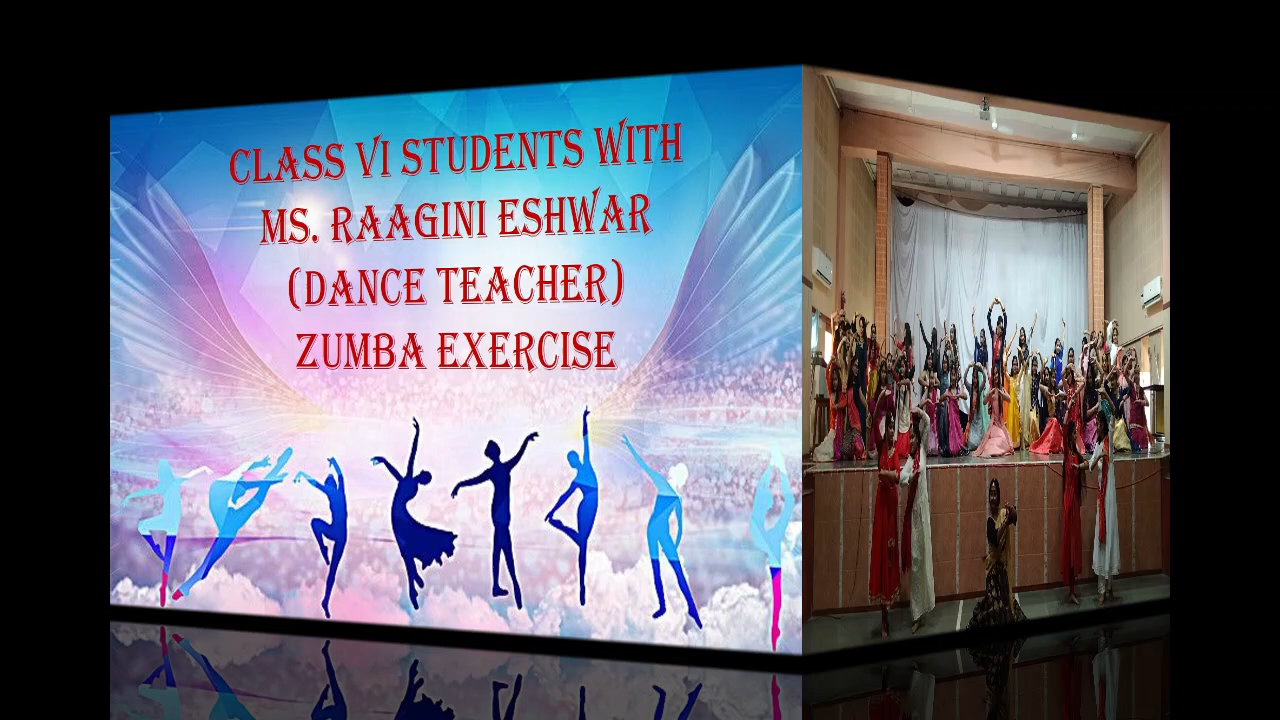 CLASS VI STUDENTS WITH
MS. RAAGINI ESHWAR
(DANCE TEACHER)
ZUMBA EXERCISE